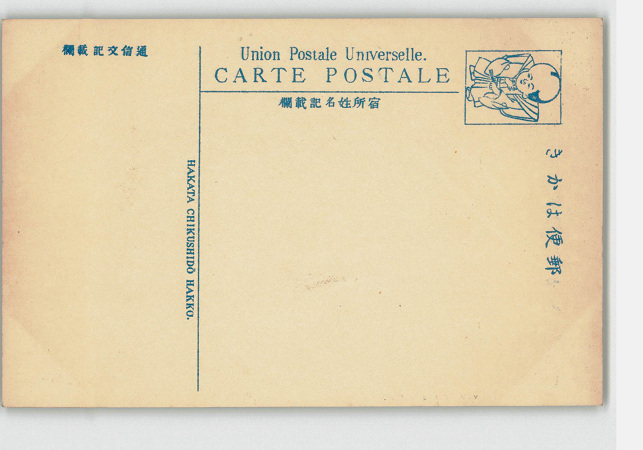 通信文記載欄
Union Postale Universelle.
CARTE POSTALE
宿所姓名記載欄
郵便はかき
HAKATA CHIKUSHIDŌ HAKKO.